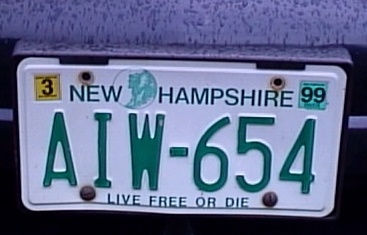 3 NEW HAMPSHIRE 99
AIW-654
LIVE FREE OR DIE